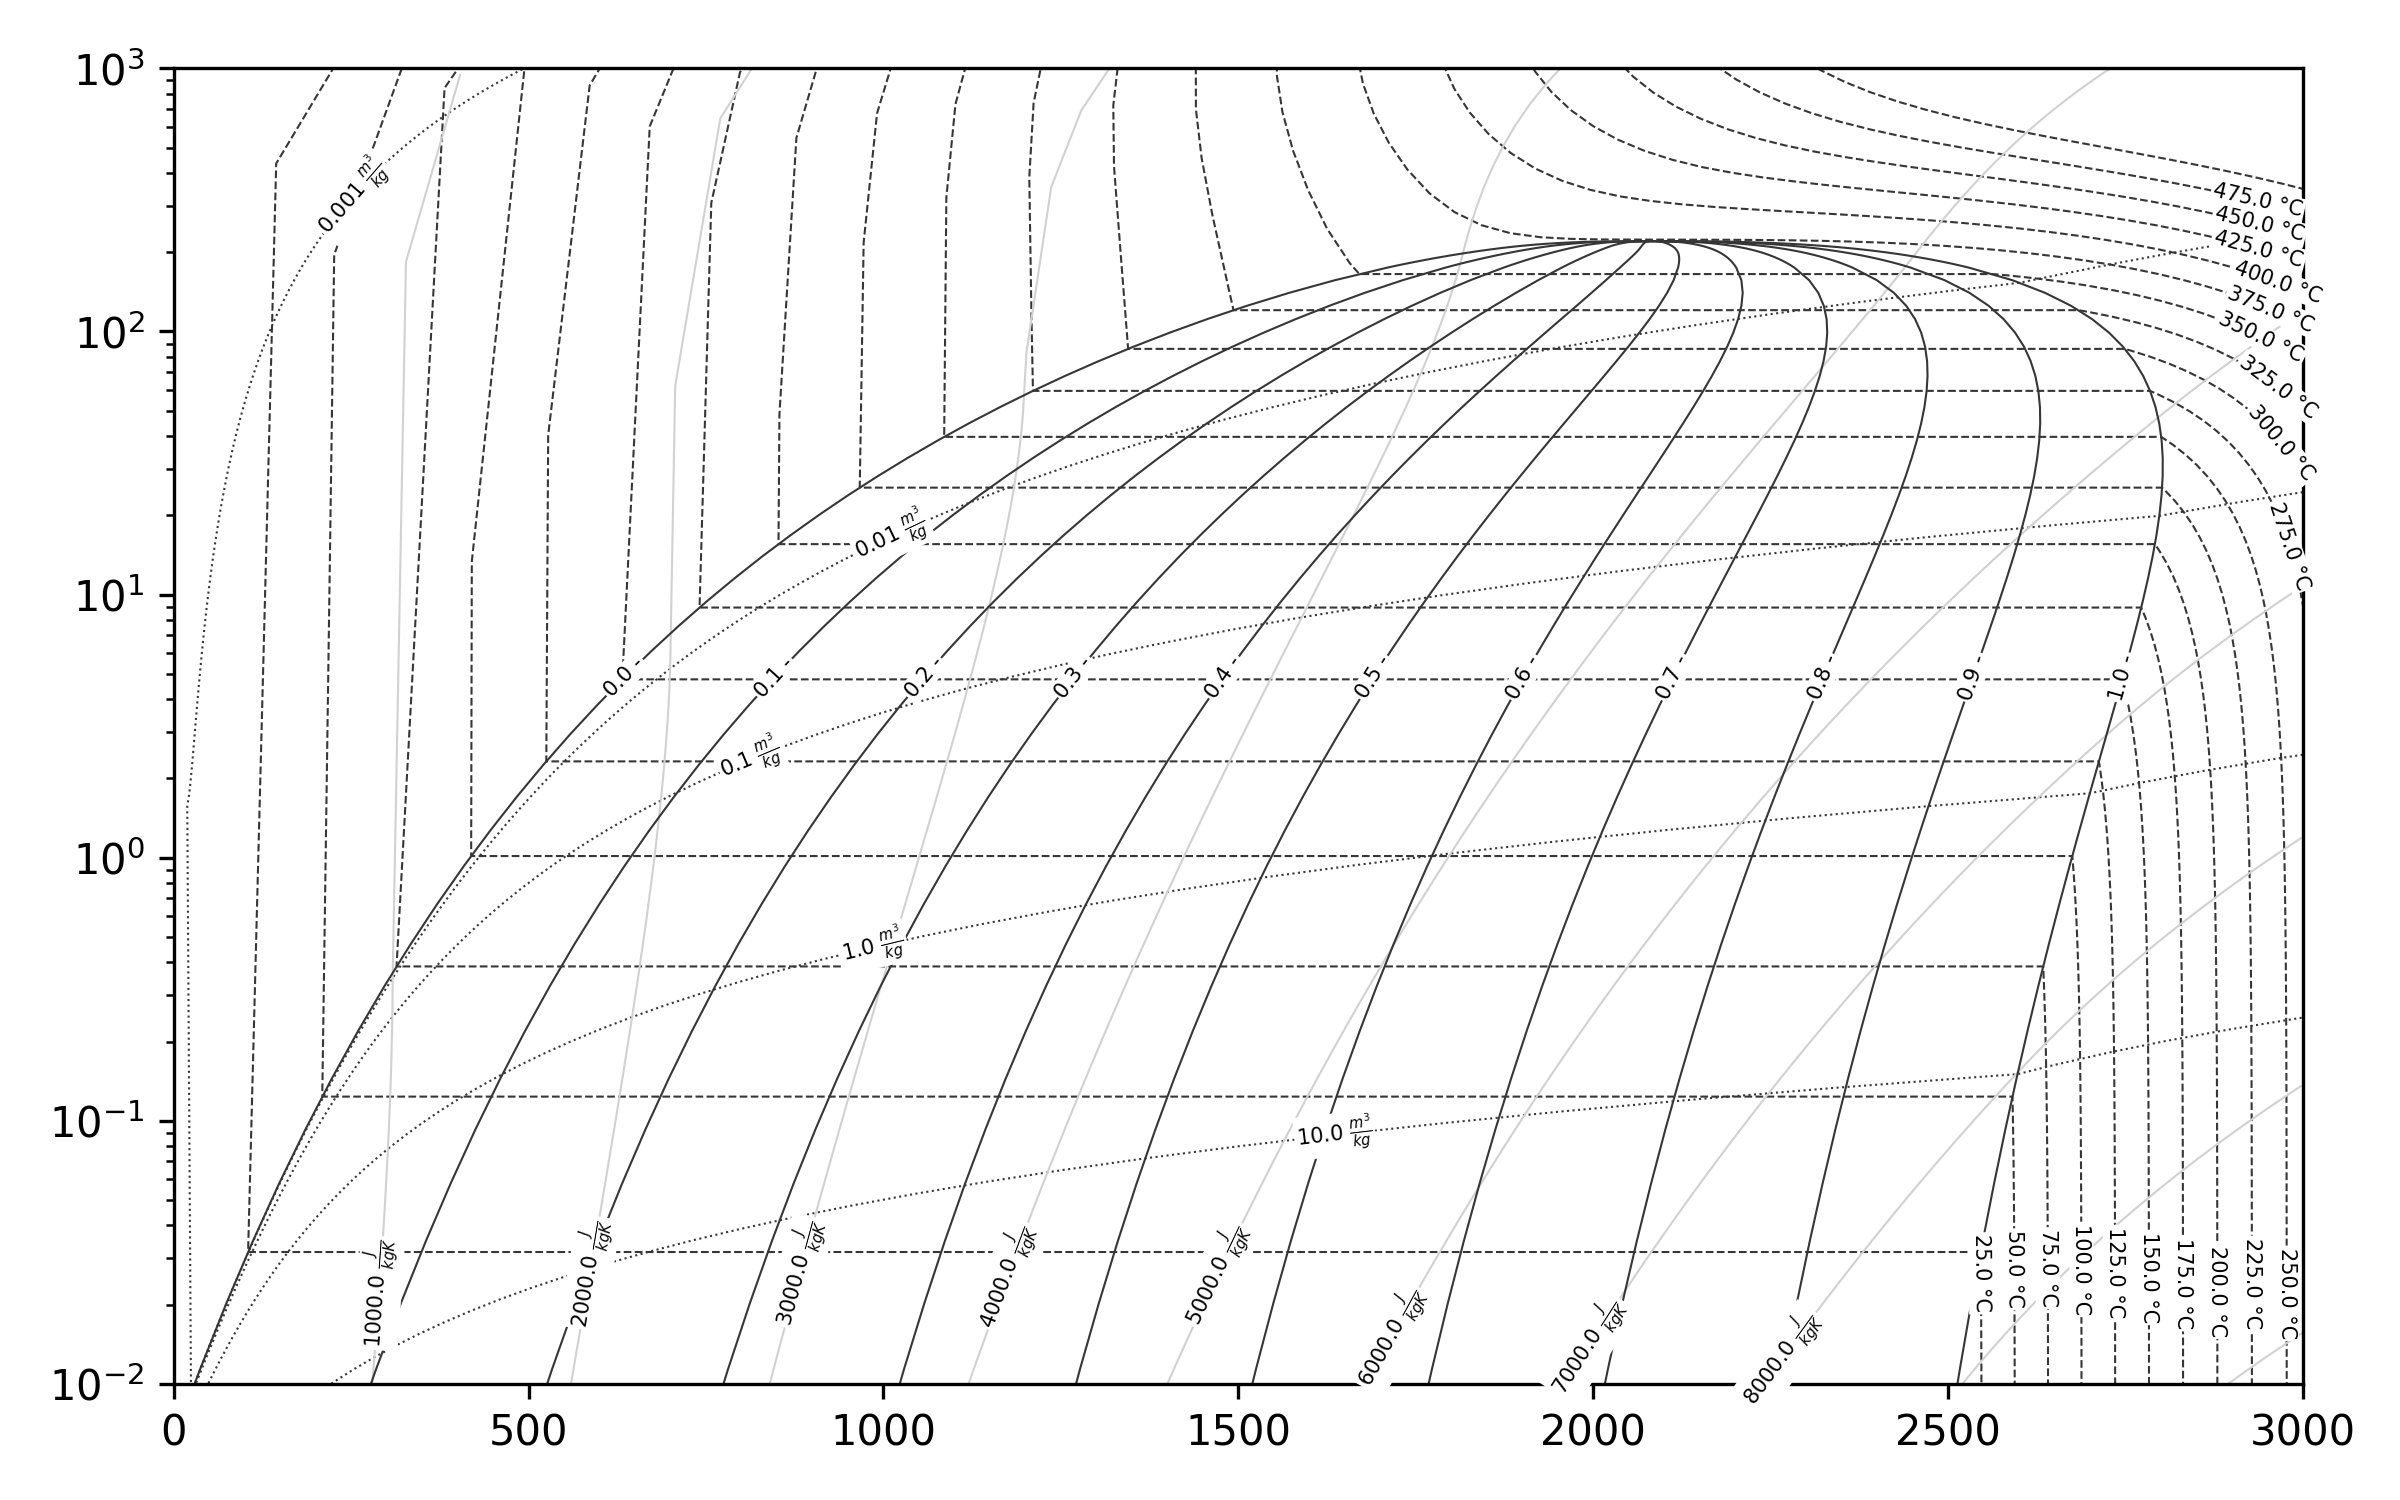 10³
10²
10¹
10⁰
10⁻¹
10⁻²
0
500
1000
1500
2000
2500
3000
0.001 m³/kg
0.01 m³/kg
0.1 m³/kg
1.0 m³/kg
10.0 m³/kg
475.0 °C
450.0 °C
425.0 °C
400.0 °C
375.0 °C
350.0 °C
325.0 °C
300.0 °C
275.0 °C
0.0
0.1
0.2
0.3
0.4
0.5
0.6
0.7
0.8
0.9
1.0
1000.0 J/kgK
2000.0 J/kgK
3000.0 J/kgK
4000.0 J/kgK
5000.0 J/kgK
6000.0 J/kgK
7000.0 J/kgK
8000.0 J/kgK
25.0 °C
50.0 °C
75.0 °C
100.0 °C
125.0 °C
150.0 °C
175.0 °C
200.0 °C
225.0 °C
250.0 °C